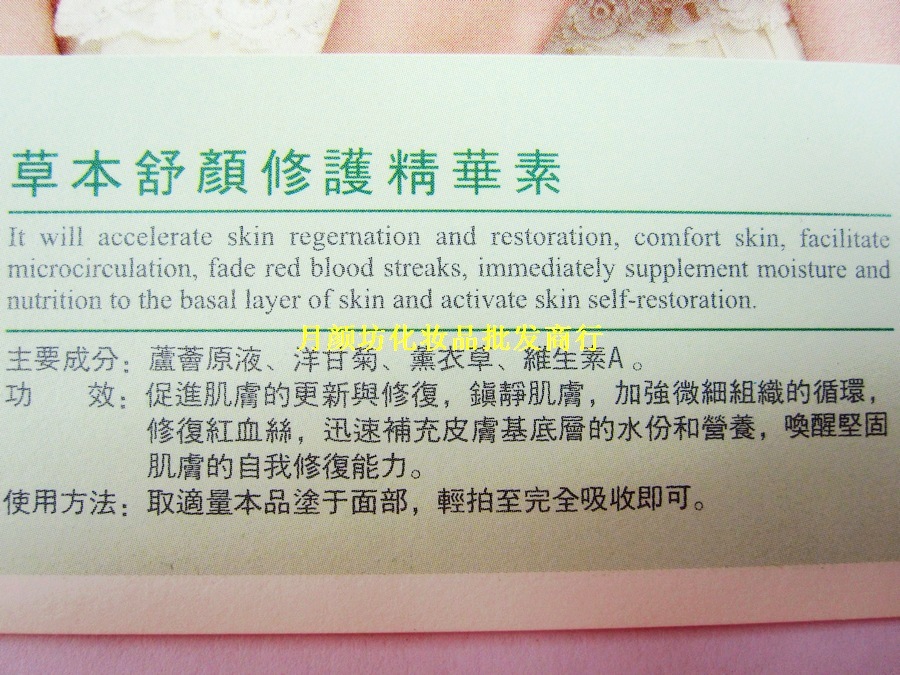 草本舒顏修護精華素
It will accelerate skin regernation and restoration, comfort skin, facilitate
microcirculation, fade red blood streaks, immediately supplement moisture and
nutrition to the basal layer of skin and activate skin self-restoration.
月颜坊化妆品批发商行
主要成分：蘆薈原液、洋甘菊、薰衣草、維生素A。
功　　效：促進肌膚的更新與修復，鎮靜肌膚，加強微細組織的循環，
修復紅血絲，迅速補充皮膚基底層的水份和營養，喚醒堅固
肌膚的自我修復能力。
使用方法：取適量本品塗于面部，輕拍至完全吸收即可。